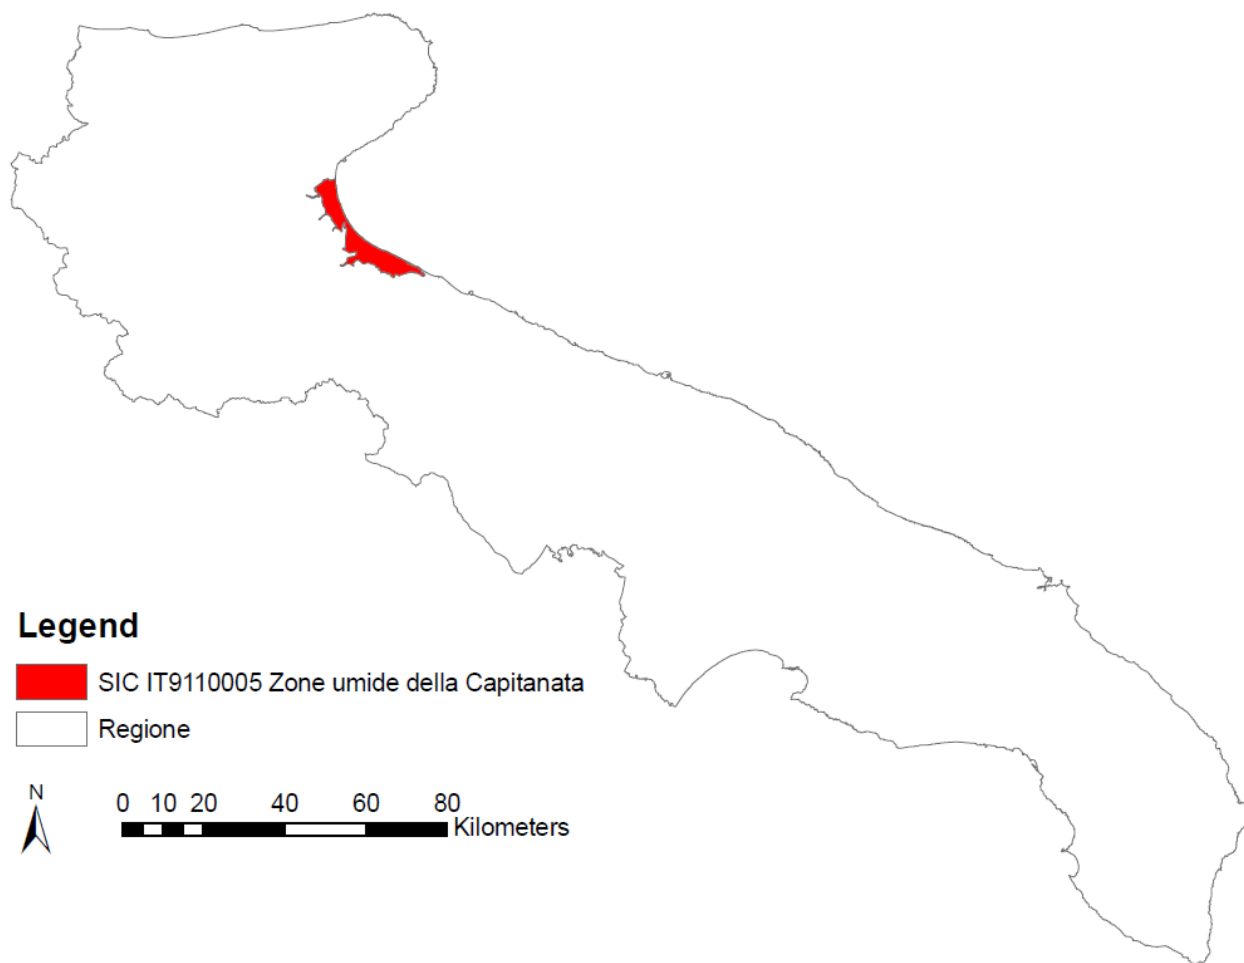 Legend
SIC IT9110005 Zone umide della Capitanata
Regione
N
0 10 20 40 60 80
Kilometers